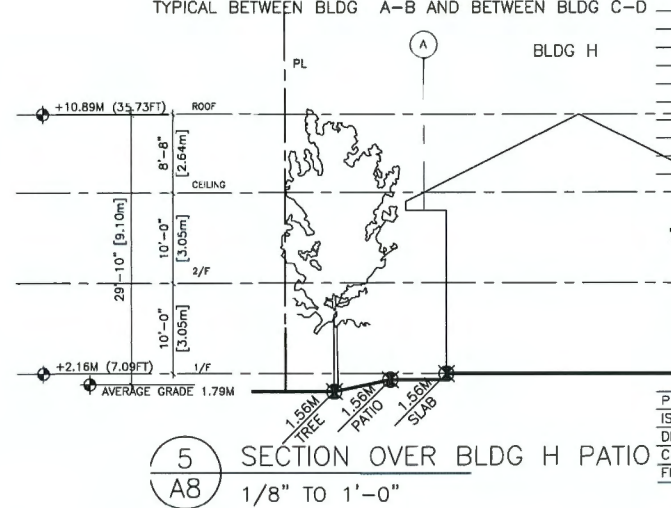 TYPICAL BETWEEN BLDG A-B AND BETWEEN BLDG C-D
A
BLDG H
PL
+10.89M (35.73FT)
ROOF
8'-8"
[2.64m]
CEILING
29'-10" [9.10m]
10'-0"
[3.05m]
2/F
10'-0"
[3.05m]
+2.16M (7.09FT)
1/F
AVERAGE GRADE 1.79M
1.56M
TREE
1.56M
PATIO
1.56M
SLAB
5
A8
SECTION OVER BLDG H PATIO
1/8" TO 1'-0"